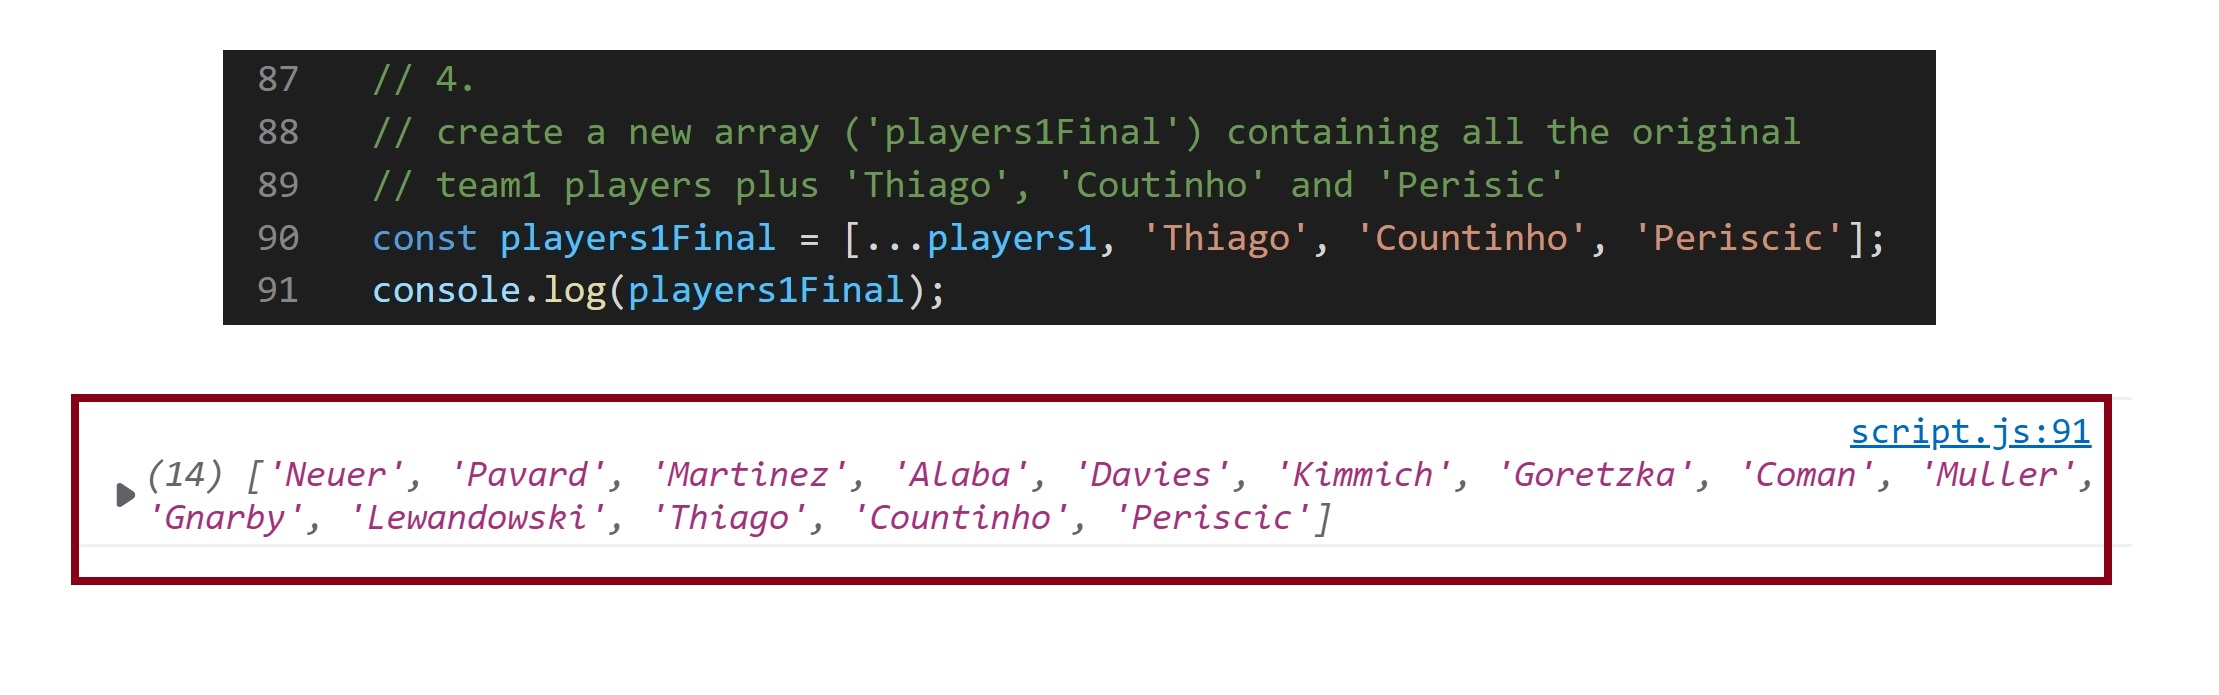 87 // 4.
88 // create a new array ('players1Final') containing all the original
89 // team1 players plus 'Thiago', 'Coutinho' and 'Perisic'
90 const players1Final = [...players1, 'Thiago', 'Countinho', 'Periscic'];
91 console.log(players1Final);
script.js:91
(14) ['Neuer', 'Pavard', 'Martinez', 'Alaba', 'Davies', 'Kimmich', 'Goretzka', 'Coman', 'Muller',
'Gnarby', 'Lewandowski', 'Thiago', 'Countinho', 'Periscic']